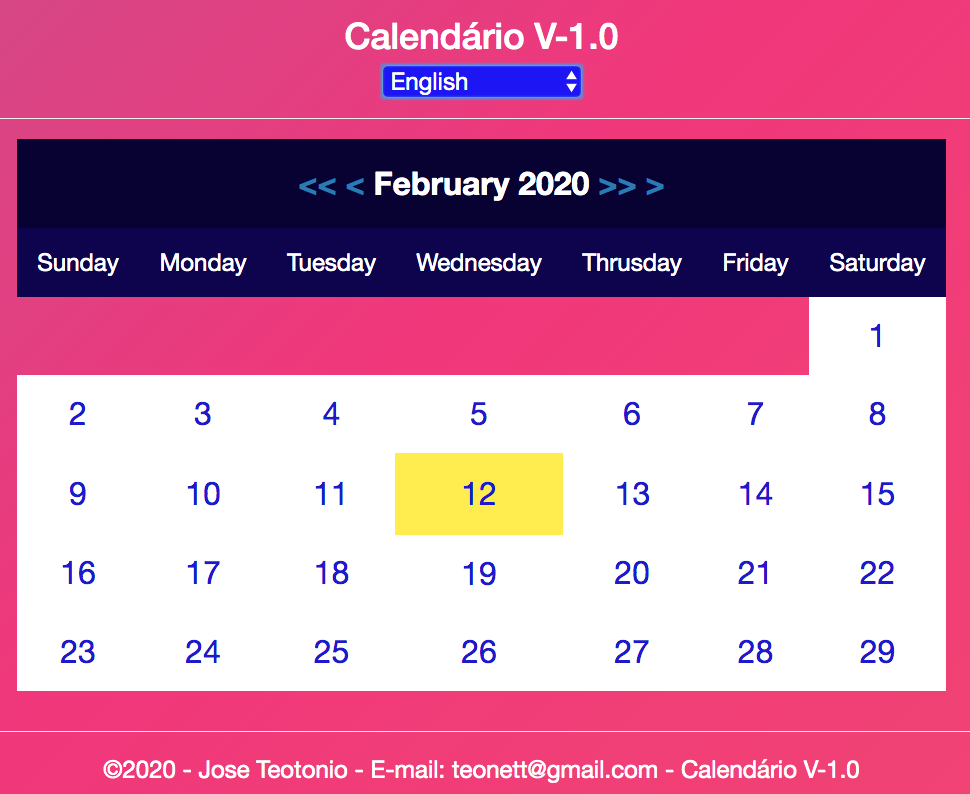 Calendário V-1.0
English
<< < February 2020 >> >
Sunday Monday Tuesday Wednesday Thrusday Friday Saturday
1
2 3 4 5 6 7 8
9 10 11 12 13 14 15
16 17 18 19 20 21 22
23 24 25 26 27 28 29
©2020 - Jose Teotonio - E-mail: teonett@gmail.com - Calendário V-1.0